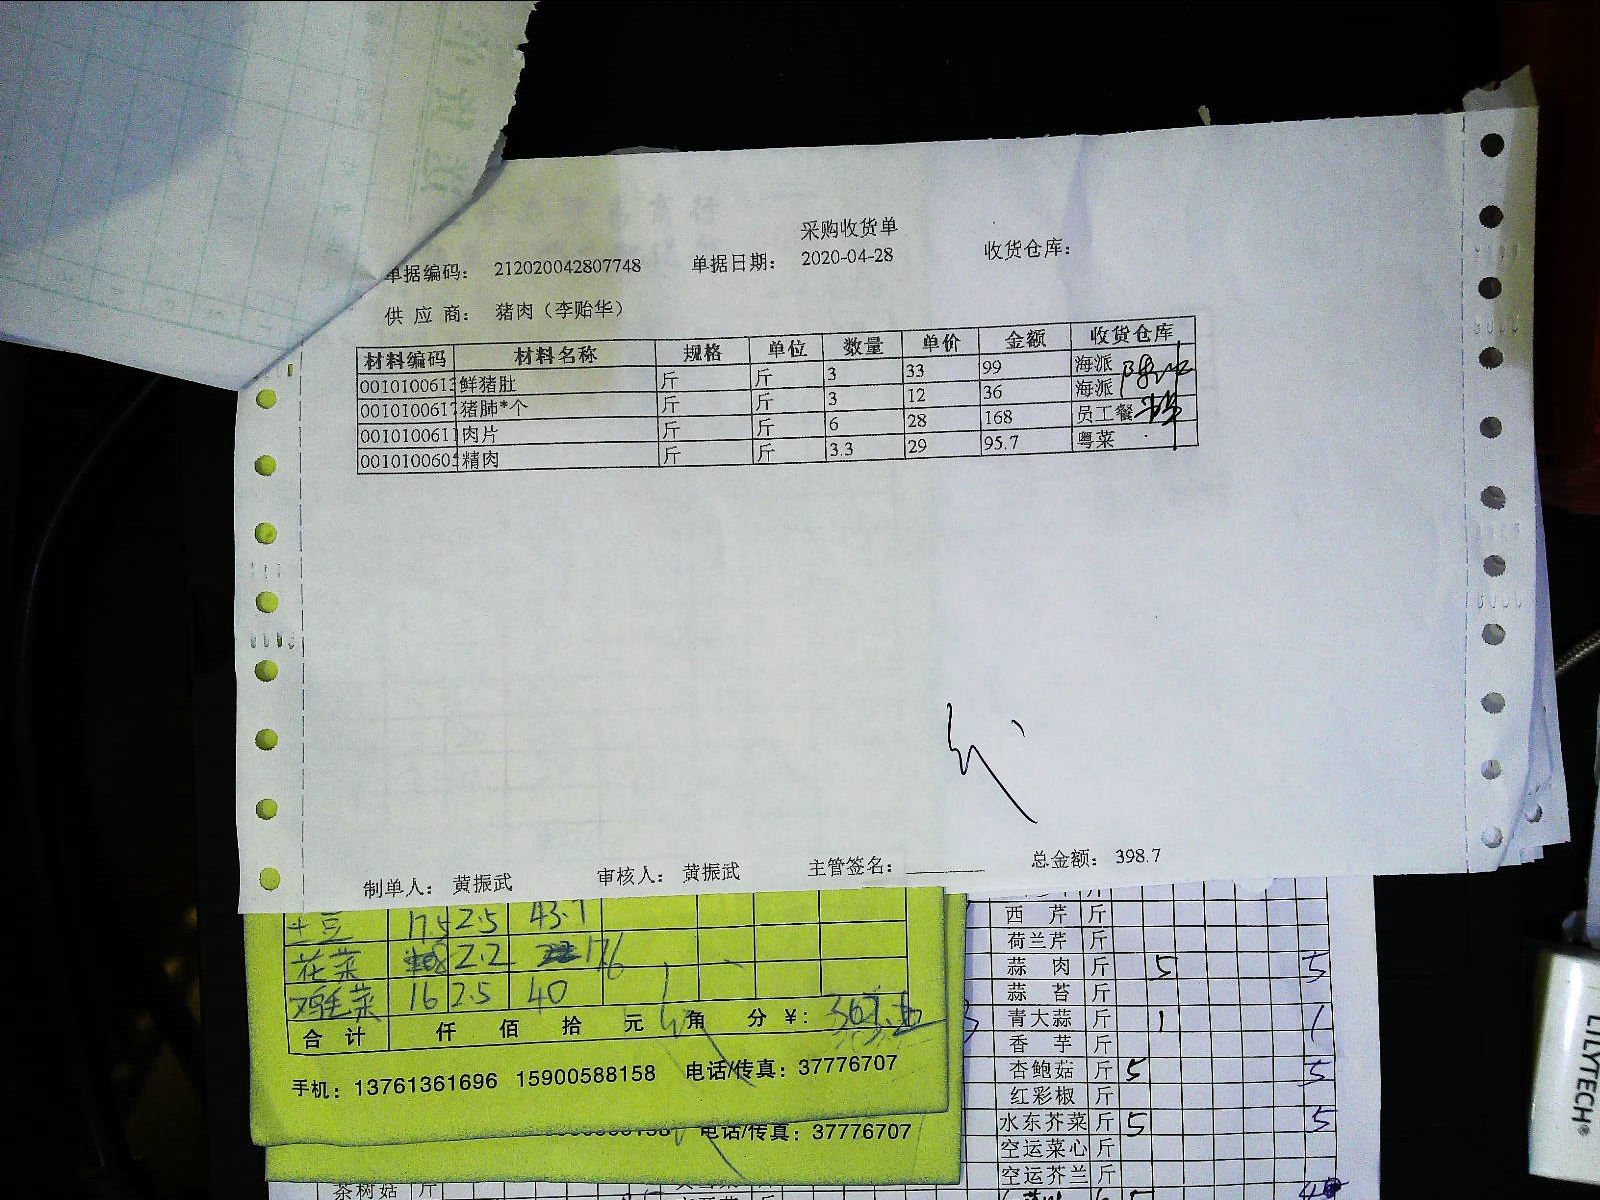 采购收货单
单据编码： 212020042807748 单据日期： 2020-04-28 收货仓库：
供 应 商： 猪肉（李贻华）
材料编码 材料名称 规格 单位 数量 单价 金额 收货仓库
0010100613 鲜猪肚 斤 斤 3 33 99 海派
0010100617 猪肺*个 斤 斤 3 12 36 海派
001010061 肉片 斤 斤 6 28 168 员工餐
001010060 精肉 斤 斤 3.3 29 95.7 粤菜
制单人： 黄振武 审核人： 黄振武 主管签名： 总金额： 398.7
土豆 17.5 2.5 43.7
花菜 8 2.2 176
鸡毛菜 16 2.5 40
合 计 仟 佰 拾 元 角 分 ¥:
手机：13761361696 15900588158 电话/传真：37776707
电话/传真：37776707
西 芹 斤
荷兰芹 斤
蒜 肉 斤 5 5
蒜 苔 斤
青大蒜 斤 1 1
香 芋 斤
杏鲍菇 斤 5 5
红彩椒 斤
水东芥菜 斤 5 5
空运菜心 斤
空运芥兰 斤
茶树菇 斤
LILYTECH®